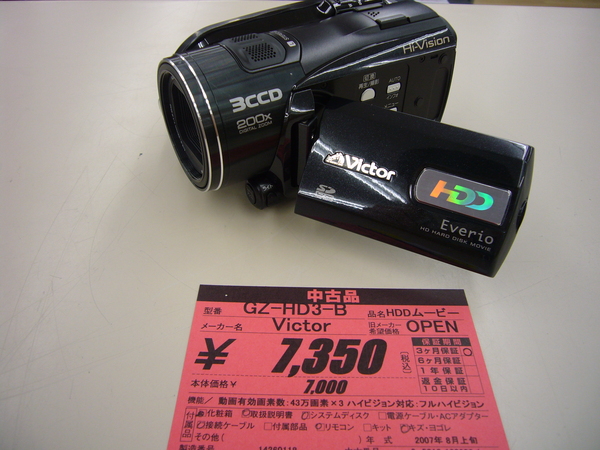 Hi-Vision
3CCD
200x
DIGITAL ZOOM
AUTO
Victor
HDD
SD
Everio
HD HARD DISK MOVIE
中古品
型番 GZ-HD3-B 品名 HDDムービー
メーカー名 Victor 旧メーカー希望価格 OPEN
¥ 7,350 [税込]
保証期間
3ヶ月保証 ○
6ヶ月保証
1年保証
返金保証
10日以内
本体価格¥ 7,000
機能/ 動画有効画素数:43万画素×3 ハイビジョン対応:フルハイビジョン
付属品
化粧箱 取扱説明書 システムディスク 電源ケーブル・ACアダプター
接続ケーブル 付属部品 リモコン キット キズ・ヨゴレ
その他( ) 年式 2007年8月上旬